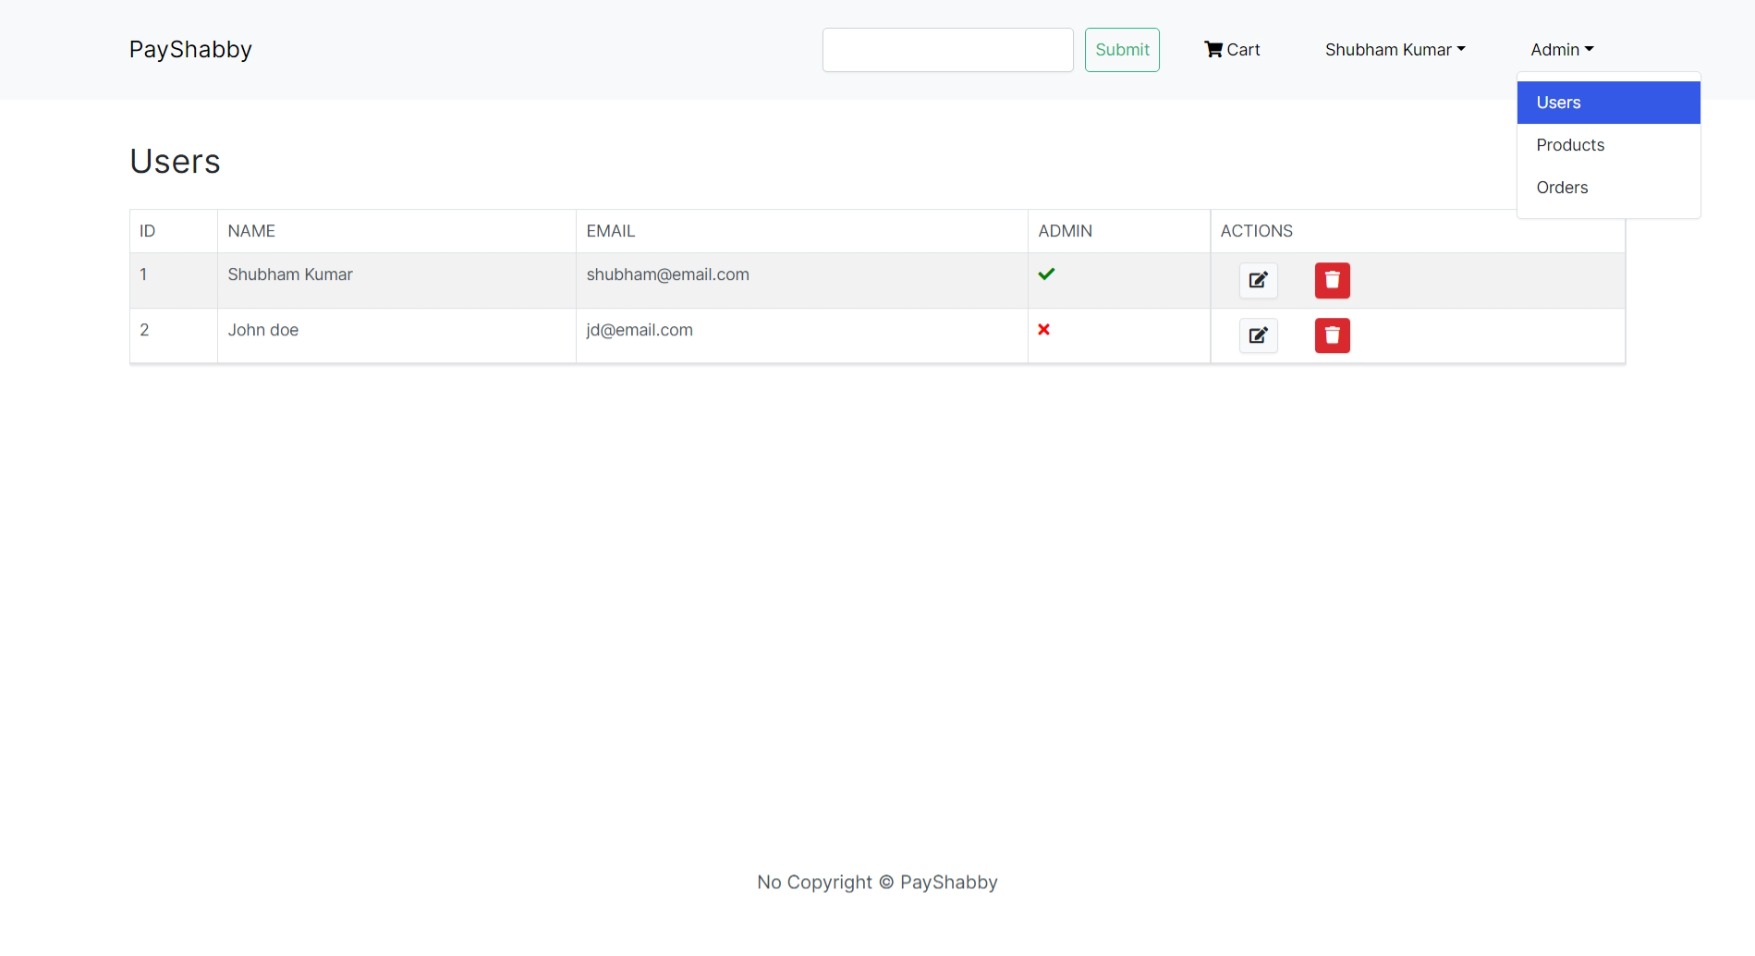 PayShabby
Submit
Cart
Shubham Kumar
Admin
Users
Products
Orders
Users
ID NAME EMAIL ADMIN ACTIONS
1 Shubham Kumar shubham@email.com
2 John doe jd@email.com
No Copyright © PayShabby